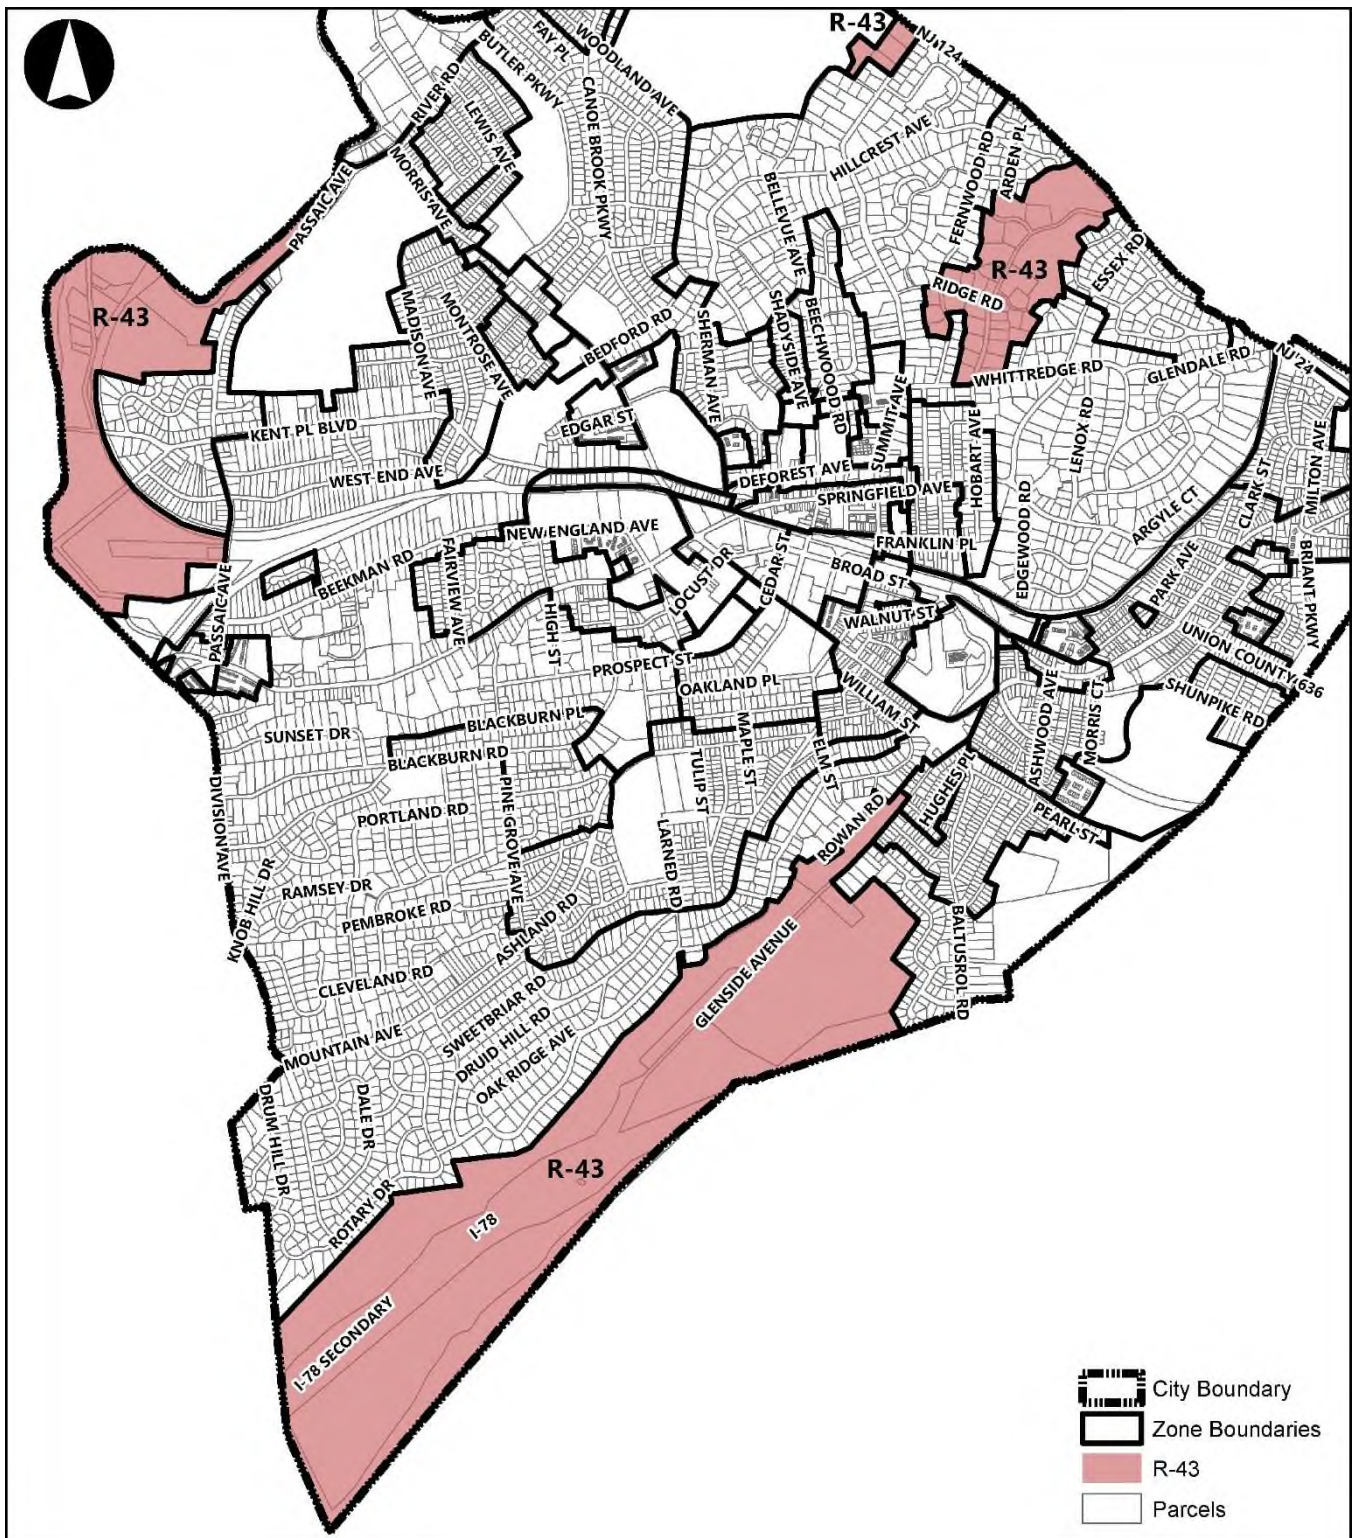 R-43
NJ 124
WOODLAND AVE
FAY PL
BUTLER PKWY
CANOE BROOK PKWY
RIVER RD
LEWIS AVE
MORRIS AVE
PASSAIC AVE
HILLCREST AVE
BELLEVUE AVE
FERNWOOD RD
ARDEN PL
R-43
R-43
RIDGE RD
ESSEX RD
MADISON AVE
MONTROSE AVE
BEDFORD RD
SHERMAN AVE
SHADYSIDE AVE
BEECHWOOD RD
WHITTREDGE RD
GLENDALE RD
NJ 24
KENT PL BLVD
EDGAR ST
SUMMIT AVE
HOBART AVE
LENOX RD
MILTON AVE
WEST END AVE
DEFOREST AVE
SPRINGFIELD AVE
CLARK ST
ARGYLE CT
NEW ENGLAND AVE
FRANKLIN PL
EDGEWOOD RD
BRIANT PKWY
PARK AVE
BEEKMAN RD
FAIRVIEW AVE
LOCUST DR
CEDAR ST
BROAD ST
WALNUT ST
PASSAIC AVE
HIGH ST
PROSPECT ST
UNION COUNTY 636
OAKLAND PL
WILLIAM ST
ASHWOOD AVE
MORRIS CT
SHUNPIKE RD
SUNSET DR
BLACKBURN PL
BLACKBURN RD
MAPLE ST
ELM ST
TULIP ST
DIVISION AVE
PINE GROVE AVE
PORTLAND RD
HUGHES PL
PEARL ST
ROWAN RD
LARNED RD
KNOB HILL DR
RAMSEY DR
PEMBROKE RD
ASHLAND RD
BALTUSROL RD
CLEVELAND RD
GLENSIDE AVENUE
SWEETBRIAR RD
MOUNTAIN AVE
DRUID HILL RD
OAK RIDGE AVE
DRUM HILL DR
DALE DR
R-43
ROTARY DR
I-78
I-78 SECONDARY
City Boundary
Zone Boundaries
R-43
Parcels